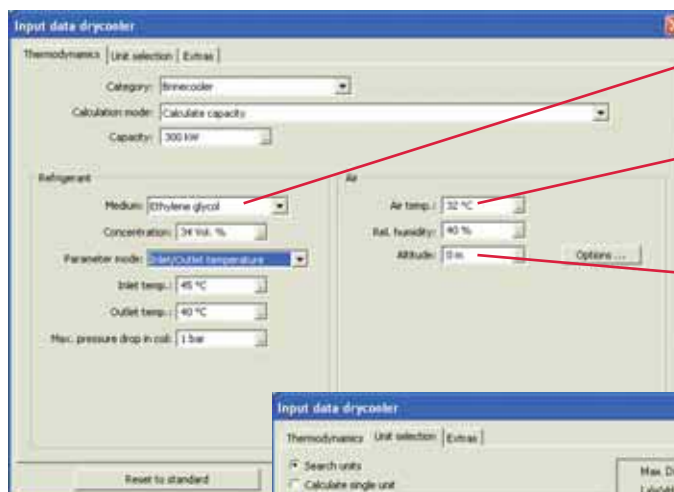 Input data drycooler
Thermodynamics Unit selection Extras
Category: Brinecooler
Calculation mode: Calculate capacity
Capacity: 300 kW
Refrigerant
Medium: Ethylene glycol
Concentration: 34 Vol. %
Parameter mode: Inlet/Outlet temperature
Inlet temp.: 45 °C
Outlet temp.: 40 °C
Max. pressure drop in coil: 1 bar
Air
Air temp.: 32 °C
Rel. humidity: 40 %
Altitude: 0 m
Options ...
Reset to standard
Input data drycooler
Thermodynamics Unit selection Extras
Search units
Calculate single unit
Max.